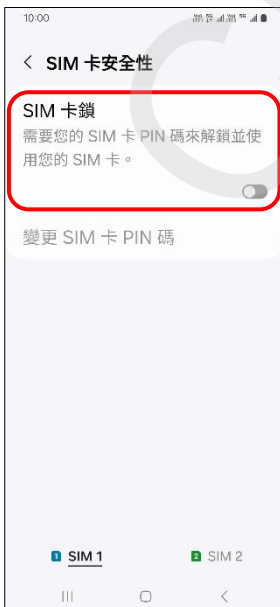 10:00
SIM 卡安全性
SIM 卡鎖
需要您的 SIM 卡 PIN 碼來解鎖並使
用您的 SIM 卡。
變更 SIM 卡 PIN 碼
1 SIM 1
2 SIM 2